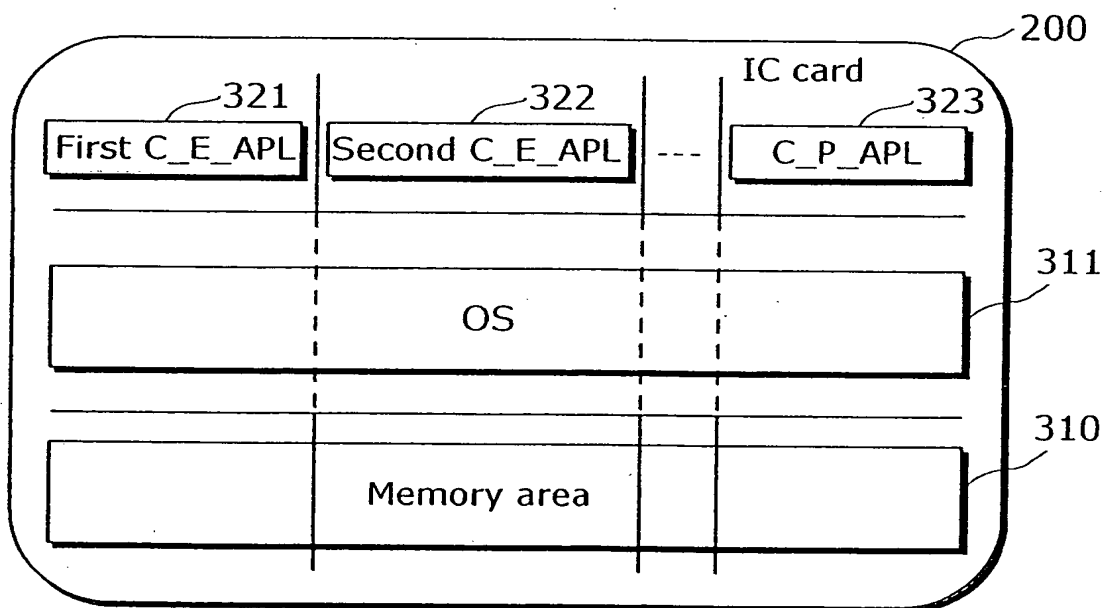 200
IC card
321
322
323
First C_E_APL
Second C_E_APL
---
C_P_APL
311
OS
310
Memory area